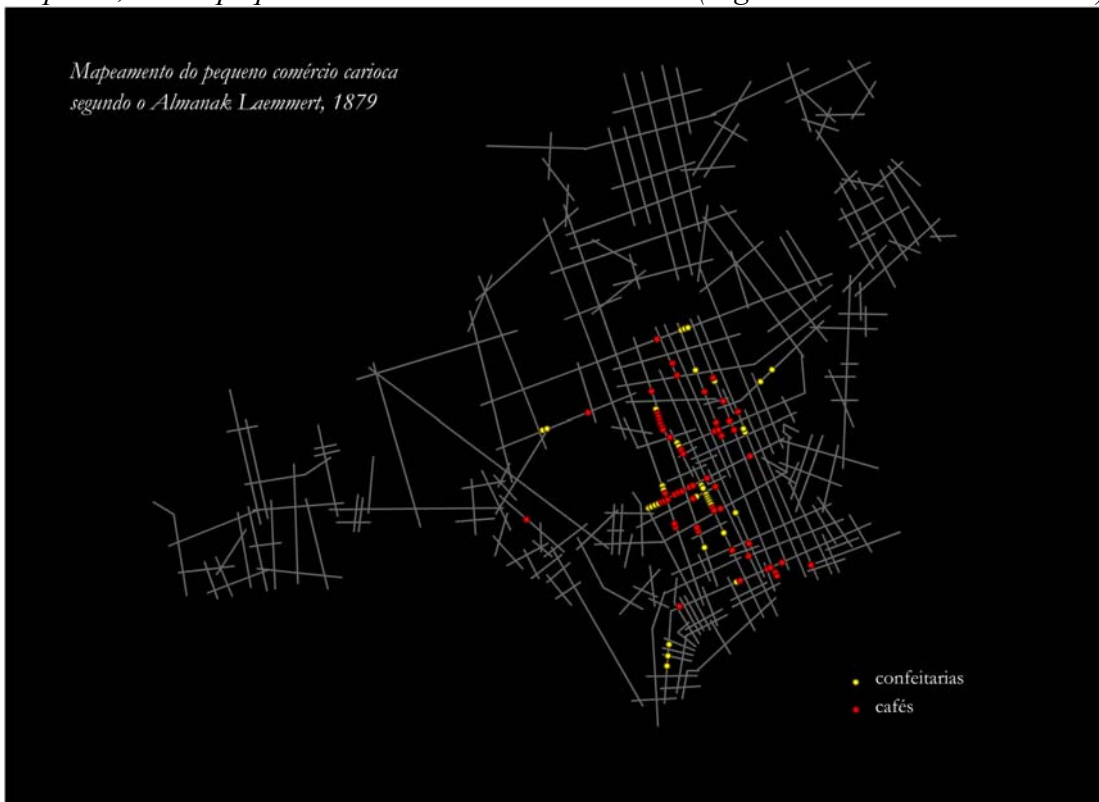 Mapeamento do pequeno comércio carioca
segundo o Almanak Laemmert, 1879
confeitarias
cafés